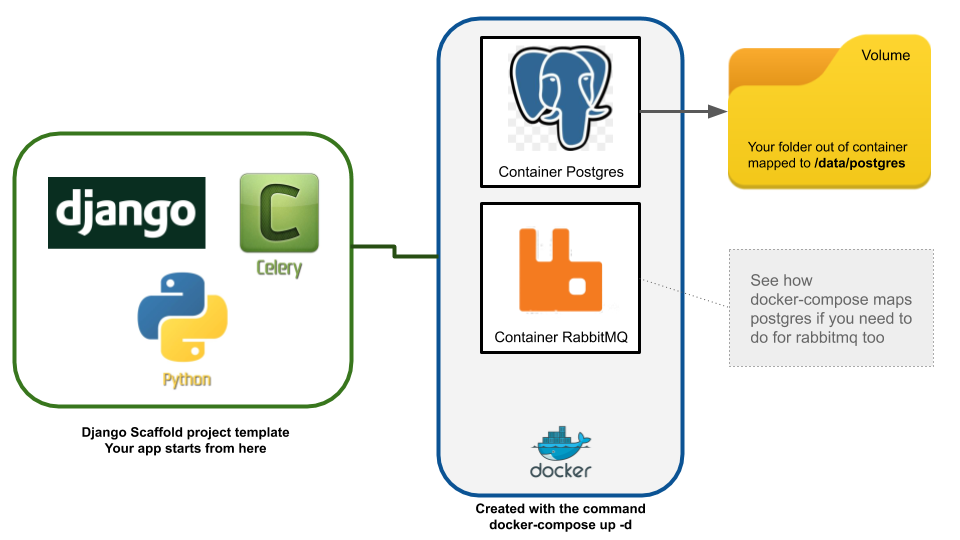 django
Celery
Python
Django Scaffold project template
Your app starts from here
Container Postgres
Container RabbitMQ
docker
Created with the command
docker-compose up -d
Volume
Your folder out of container
mapped to /data/postgres
See how
docker-compose maps
postgres if you need to
do for rabbitmq too